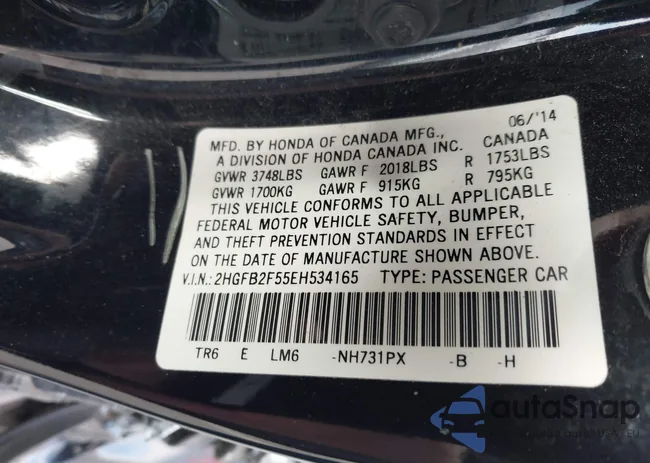 06/'14
MFD. BY HONDA OF CANADA MFG.,
A DIVISION OF HONDA CANADA INC. CANADA
GVWR 3748LBS GAWR F 2018LBS R 1753LBS
GVWR 1700KG GAWR F 915KG R 795KG
THIS VEHICLE CONFORMS TO ALL APPLICABLE
FEDERAL MOTOR VEHICLE SAFETY, BUMPER,
AND THEFT PREVENTION STANDARDS IN EFFECT
ON THE DATE OF MANUFACTURE SHOWN ABOVE.
V.I.N.: 2HGFB2F55EH534165 TYPE: PASSENGER CAR
TR6 E LM6 -NH731PX -B -H
autaSnap